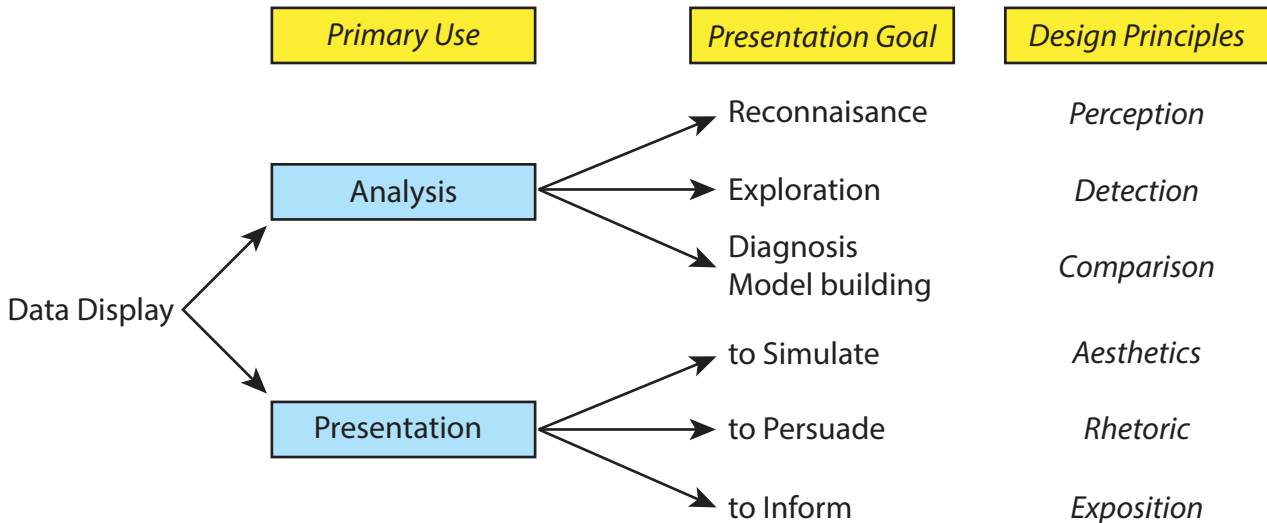 Primary Use
Presentation Goal
Design Principles
Reconnaisance
Perception
Analysis
Exploration
Detection
Diagnosis
Model building
Comparison
Data Display
to Simulate
Aesthetics
Presentation
to Persuade
Rhetoric
to Inform
Exposition